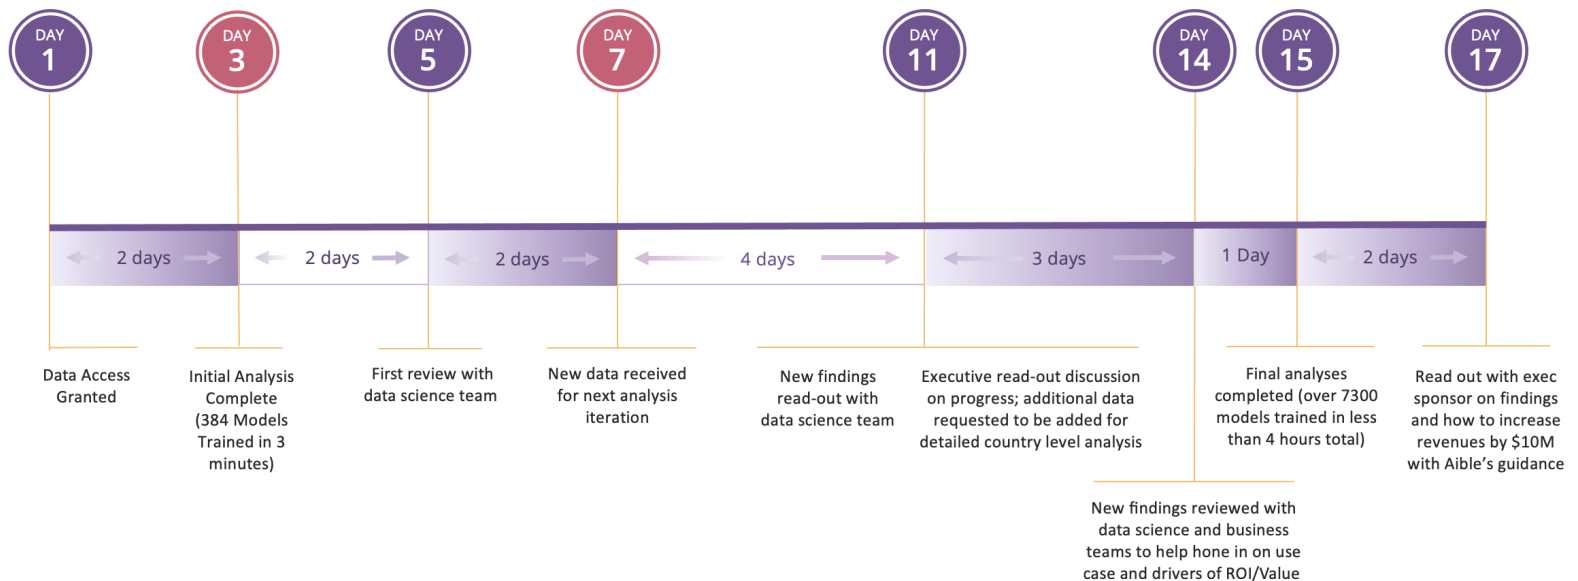 DAY
1
DAY
3
DAY
5
DAY
7
DAY
11
DAY
14
DAY
15
DAY
17
2 days
2 days
2 days
4 days
3 days
1 Day
2 days
Data Access
Granted
Initial Analysis
Complete
(384 Models
Trained in 3
minutes)
First review with
data science team
New data received
for next analysis
iteration
New findings
read-out with
data science team
Executive read-out discussion
on progress; additional data
requested to be added for
detailed country level analysis
New findings reviewed with
data science and business
teams to help hone in on use
case and drivers of ROI/Value
Final analyses
completed (over 7300
models trained in less
than 4 hours total)
Read out with exec
sponsor on findings
and how to increase
revenues by $10M
with Aible’s guidance